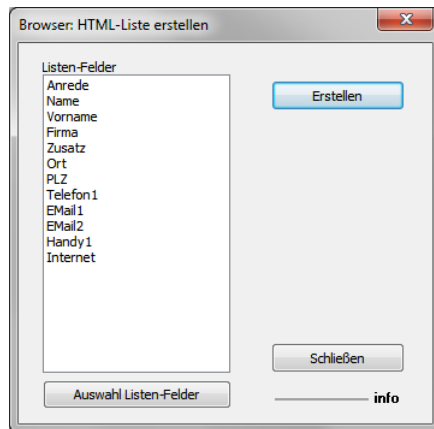 Browser: HTML-Liste erstellen
Listen-Felder
Anrede
Name
Vorname
Firma
Zusatz
Ort
PLZ
Telefon1
EMail1
EMail2
Handy1
Internet
Erstellen
Schließen
Auswahl Listen-Felder
info